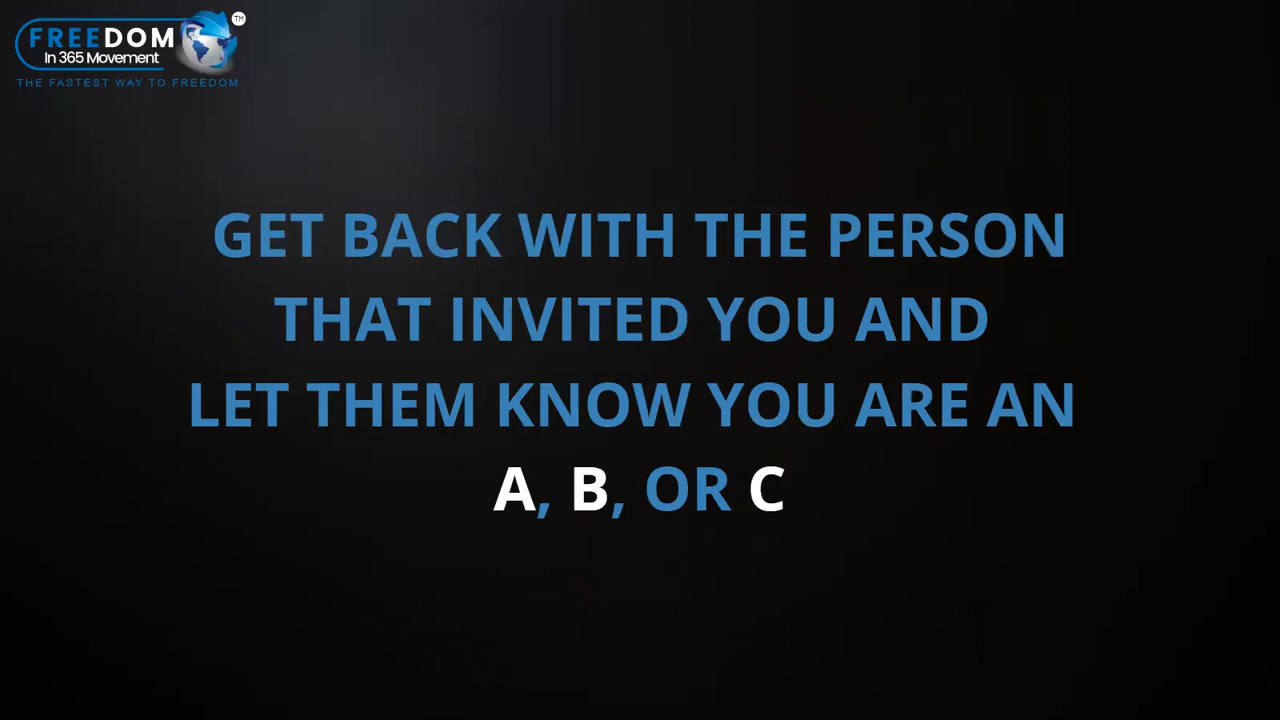 FREEDOM
TM
In 365 Movement
THE FASTEST WAY TO FREEDOM
GET BACK WITH THE PERSON
THAT INVITED YOU AND
LET THEM KNOW YOU ARE AN
A, B, OR C